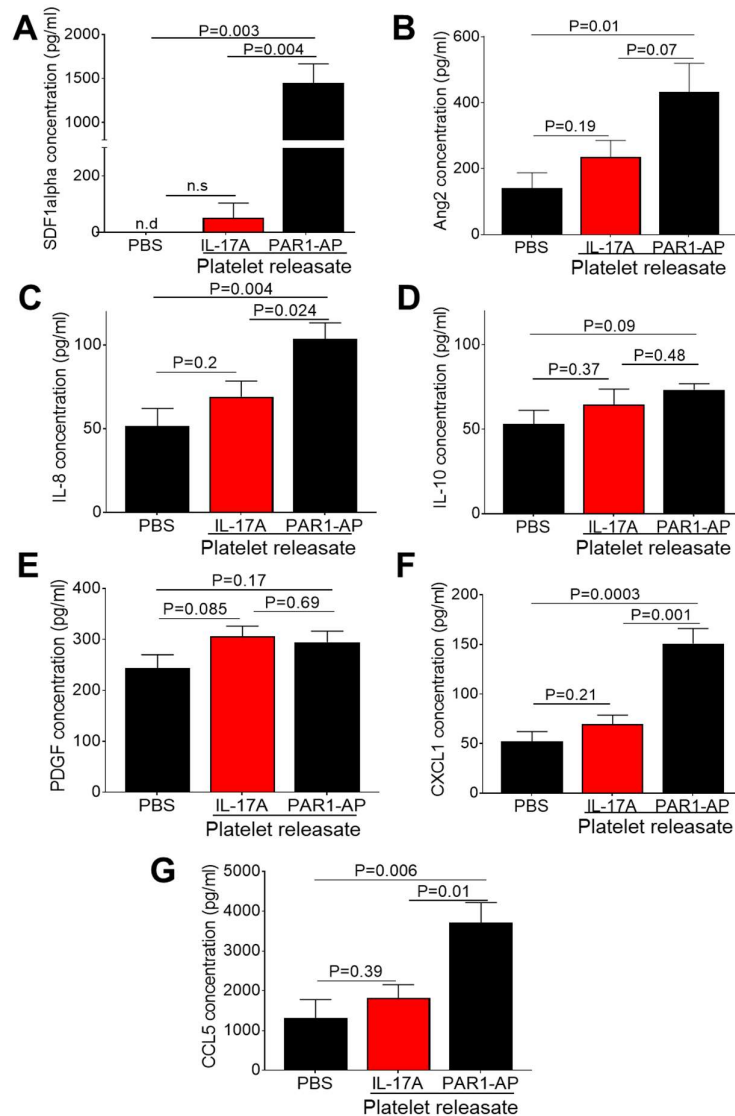 A
SDF1alpha concentration (pg/ml)
2000
1500
1000
200
0
P=0.003
P=0.004
n.s
n.d
PBS
IL-17A
PAR1-AP
Platelet releasate
B
Ang2 concentration (pg/ml)
600
400
200
0
P=0.01
P=0.07
P=0.19
PBS
IL-17A
PAR1-AP
Platelet releasate
C
IL-8 concentration (pg/ml)
100
50
0
P=0.004
P=0.024
P=0.2
PBS
IL-17A
PAR1-AP
Platelet releasate
D
IL-10 concentration (pg/ml)
100
50
0
P=0.09
P=0.48
P=0.37
PBS
IL-17A
PAR1-AP
Platelet releasate
E
PDGF concentration (pg/ml)
400
300
200
100
0
P=0.17
P=0.085
P=0.69
PBS
IL-17A
PAR1-AP
Platelet releasate
F
CXCL1 concentration (pg/ml)
200
150
100
50
0
P=0.0003
P=0.001
P=0.21
PBS
IL-17A
PAR1-AP
Platelet releasate
G
CCL5 concentration (pg/ml)
5000
4000
3000
2000
1000
0
P=0.006
P=0.01
P=0.39
PBS
IL-17A
PAR1-AP
Platelet releasate